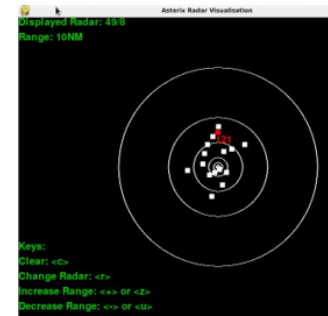 Asterix Radar Visualisation
Displayed Radar: 49/8
Range: 10NM
121
Keys:
Clear: <c>
Change Radar: <r>
Increase Range: <+> or <z>
Decrease Range: <-> or <u>